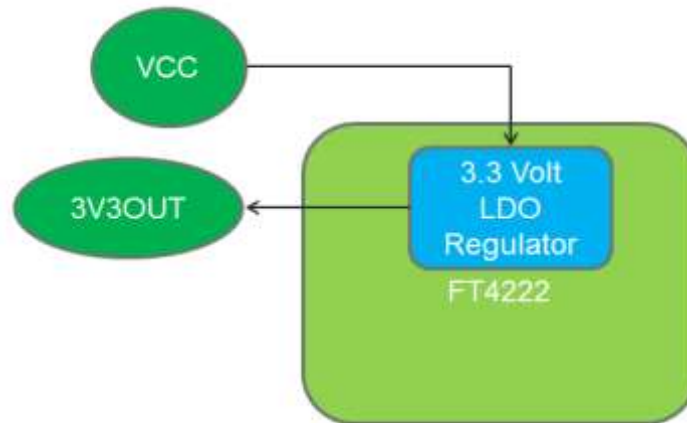 VCC
3V3OUT
3.3 Volt
LDO
Regulator
FT4222